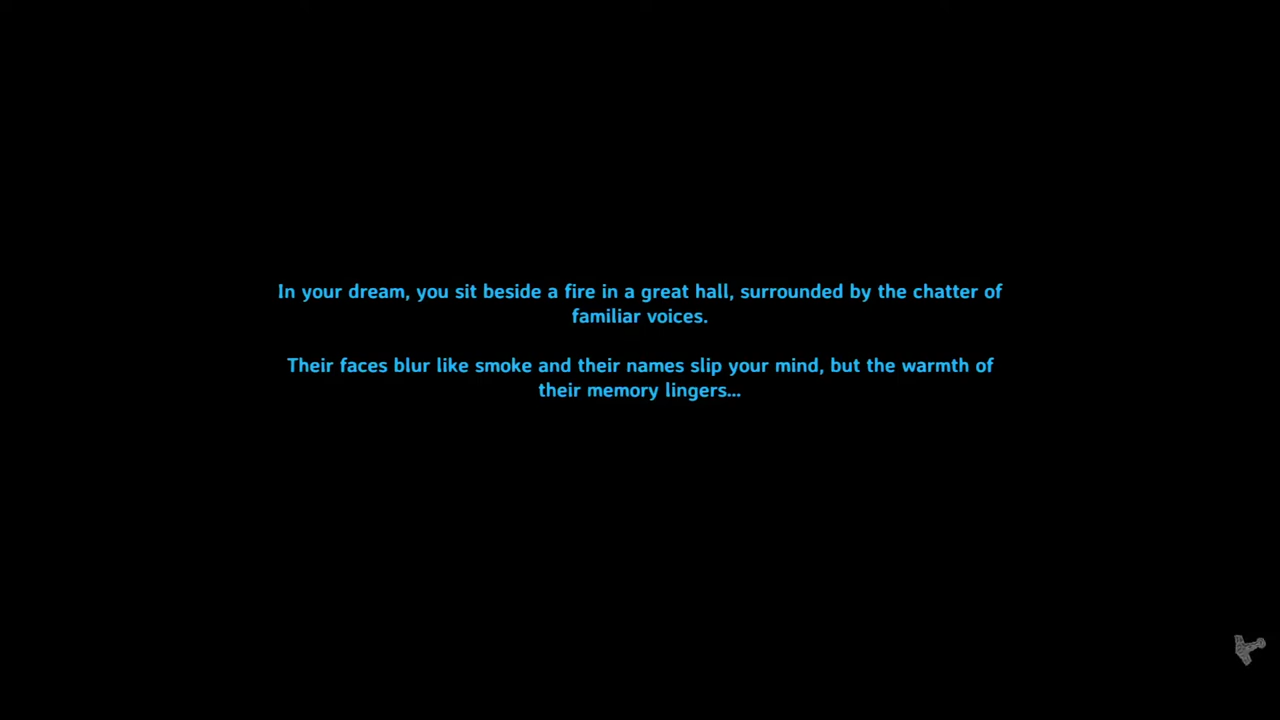 In your dream, you sit beside a fire in a great hall, surrounded by the chatter of
familiar voices.
Their faces blur like smoke and their names slip your mind, but the warmth of
their memory lingers...